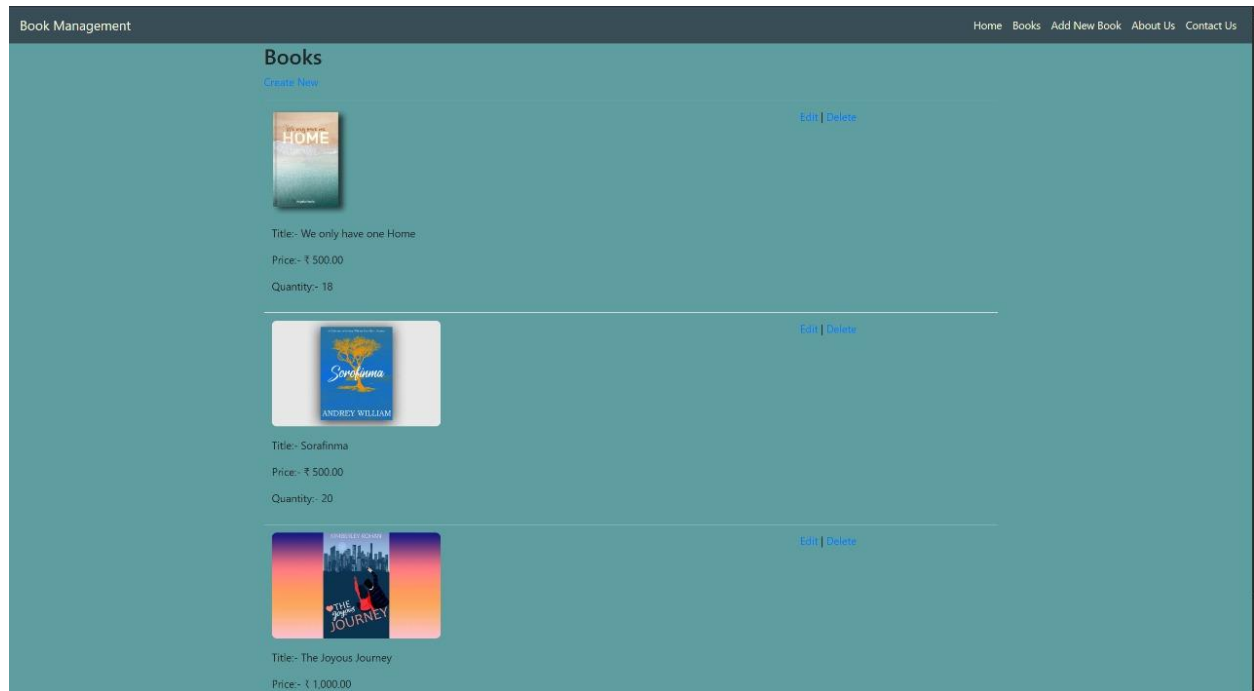 Book Management
Home Books Add New Book About Us Contact Us
Books
Create New
HOME
Edit | Delete
Title:- We only have one Home
Price:- ₹ 500.00
Quantity:- 18
Sorofinma
ANDREY WILLIAM
Edit | Delete
Title:- Sorafinma
Price:- ₹ 500.00
Quantity:- 20
THE
Joyous
JOURNEY
Edit | Delete
Title:- The Joyous Journey
Price:- ₹ 1,000.00